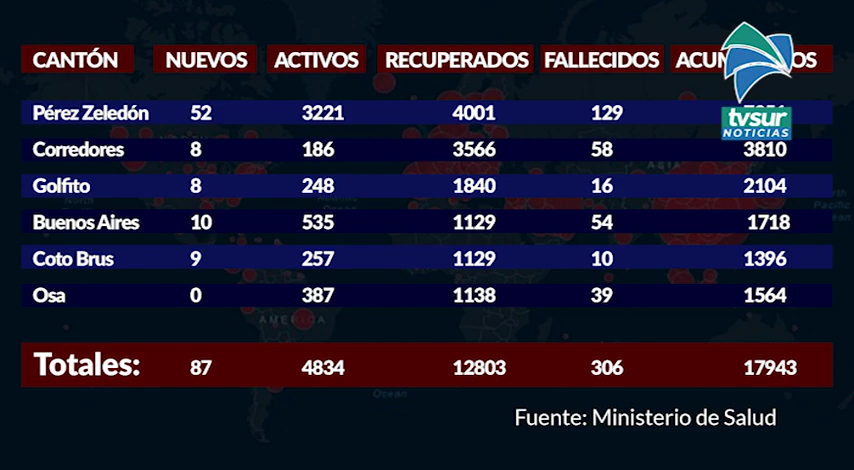 CANTÓN NUEVOS ACTIVOS RECUPERADOS FALLECIDOS
Pérez Zeledón 52 3221 4001 129
tvsur
NOTICIAS
Corredores 8 186 3566 58 3810
Golfito 8 248 1840 16 2104
Buenos Aires 10 535 1129 54 1718
Coto Brus 9 257 1129 10 1396
Osa 0 387 1138 39 1564
AMERICA
Ocean
Totales: 87 4834 12803 306 17943
Fuente: Ministerio de Salud